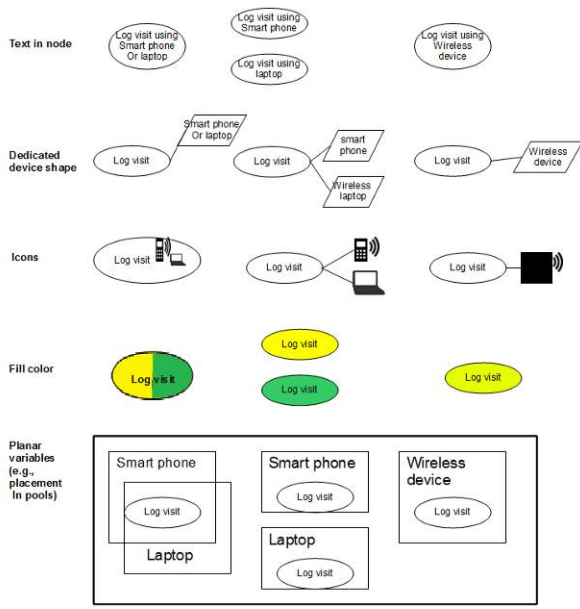 Text in node
Log visit using
Smart phone
Or laptop
Log visit using
Smart phone
Log visit using
laptop
Log visit using
Wireless
device
Dedicated
device shape
Log visit
Smart phone
Or laptop
Log visit
smart
phone
Wireless
laptop
Log visit
Wireless
device
Icons
Log visit
Log visit
Log visit
Fill color
Log visit
Log visit
Log visit
Log visit
Planar
variables
(e.g.,
placement
In pools)
Smart phone
Log visit
Laptop
Smart phone
Log visit
Laptop
Log visit
Wireless
device
Log visit